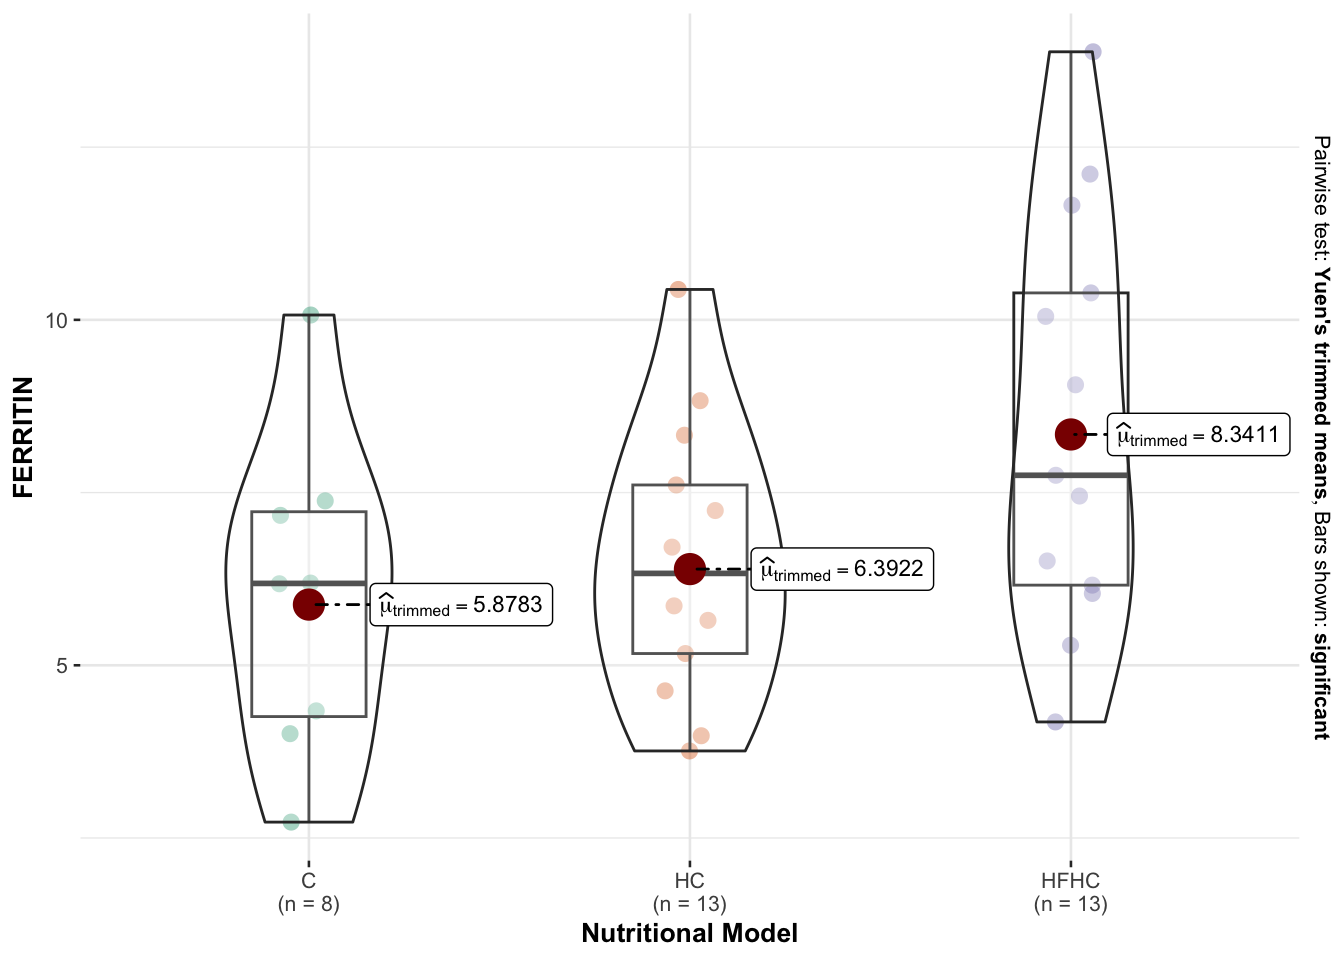 FERRITIN
10
5
μ̂trimmed = 5.8783
μ̂trimmed = 6.3922
μ̂trimmed = 8.3411
C
(n = 8)
HC
(n = 13)
HFHC
(n = 13)
Nutritional Model
Pairwise test: Yuen's trimmed means, Bars shown: significant